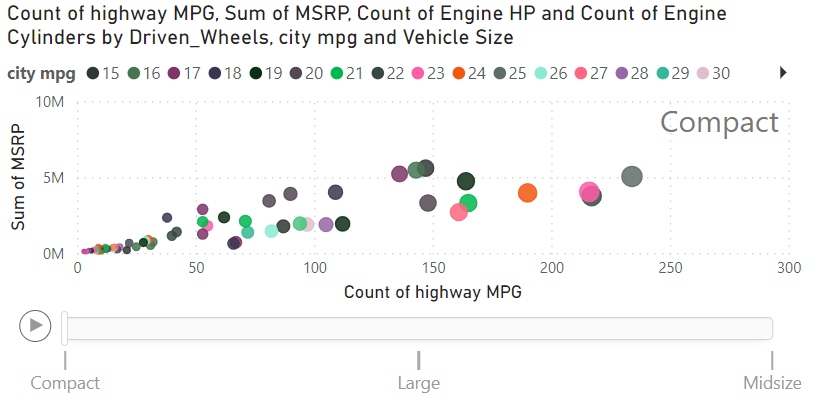 Count of highway MPG, Sum of MSRP, Count of Engine HP and Count of Engine
Cylinders by Driven_Wheels, city mpg and Vehicle Size
city mpg 15 16 17 18 19 20 21 22 23 24 25 26 27 28 29 30
10M
Compact
Sum of MSRP
5M
0M
0 50 100 150 200 250 300
Count of highway MPG
Compact Large Midsize